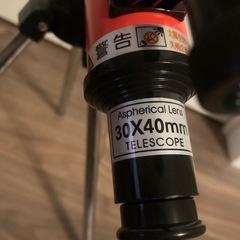 警告
Aspherical Lens
30X40mm
TELESCOPE